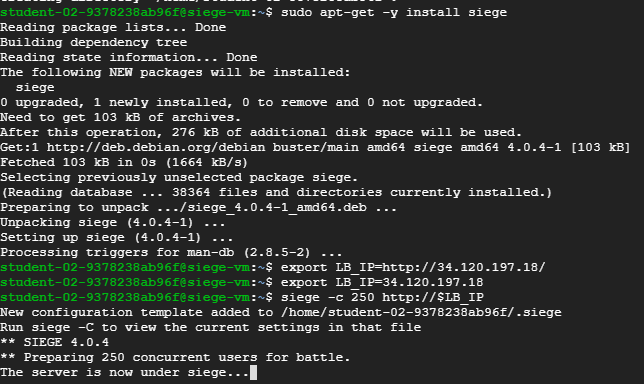 student-02-9378238ab96f@siege-vm:~$ sudo apt-get -y install siege
Reading package lists... Done
Building dependency tree
Reading state information... Done
The following NEW packages will be installed:
  siege
0 upgraded, 1 newly installed, 0 to remove and 0 not upgraded.
Need to get 103 kB of archives.
After this operation, 276 kB of additional disk space will be used.
Get:1 http://deb.debian.org/debian buster/main amd64 siege amd64 4.0.4-1 [103 kB]
Fetched 103 kB in 0s (1664 kB/s)
Selecting previously unselected package siege.
(Reading database ... 38364 files and directories currently installed.)
Preparing to unpack .../siege_4.0.4-1_amd64.deb ...
Unpacking siege (4.0.4-1) ...
Setting up siege (4.0.4-1) ...
Processing triggers for man-db (2.8.5-2) ...
student-02-9378238ab96f@siege-vm:~$ export LB_IP=http://34.120.197.18/
student-02-9378238ab96f@siege-vm:~$ export LB_IP=34.120.197.18
student-02-9378238ab96f@siege-vm:~$ siege -c 250 http://$LB_IP
New configuration template added to /home/student-02-9378238ab96f/.siege
Run siege -C to view the current settings in that file
** SIEGE 4.0.4
** Preparing 250 concurrent users for battle.
The server is now under siege...